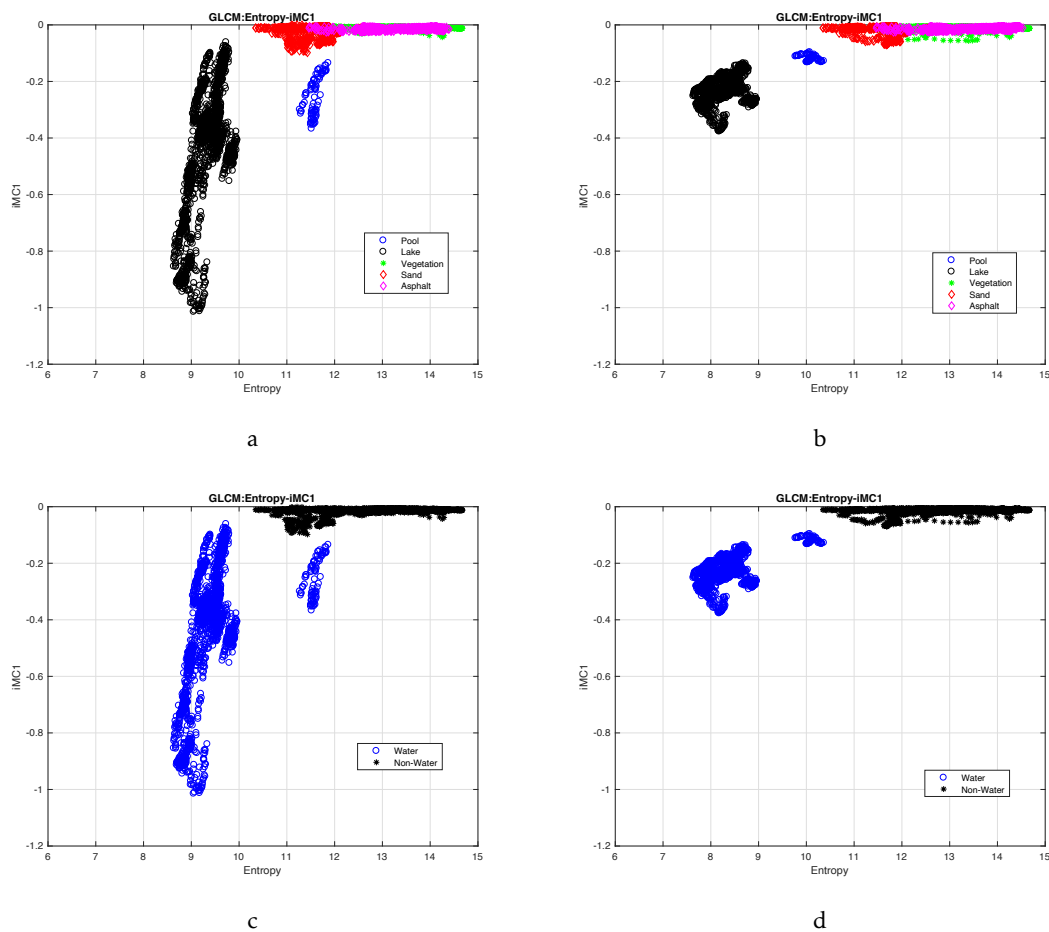 GLCM:Entropy-iMC1
0
-0.2
-0.4
-0.6
-0.8
-1
-1.2
iMC1
6 7 8 9 10 11 12 13 14 15
Entropy
Pool
Lake
Vegetation
Sand
Asphalt
a
GLCM:Entropy-iMC1
0
-0.2
-0.4
-0.6
-0.8
-1
-1.2
iMC1
6 7 8 9 10 11 12 13 14 15
Entropy
Pool
Lake
Vegetation
Sand
Asphalt
b
GLCM:Entropy-iMC1
0
-0.2
-0.4
-0.6
-0.8
-1
-1.2
iMC1
6 7 8 9 10 11 12 13 14 15
Entropy
Water
Non-Water
c
GLCM:Entropy-iMC1
0
-0.2
-0.4
-0.6
-0.8
-1
-1.2
iMC1
6 7 8 9 10 11 12 13 14 15
Entropy
Water
Non-Water
d